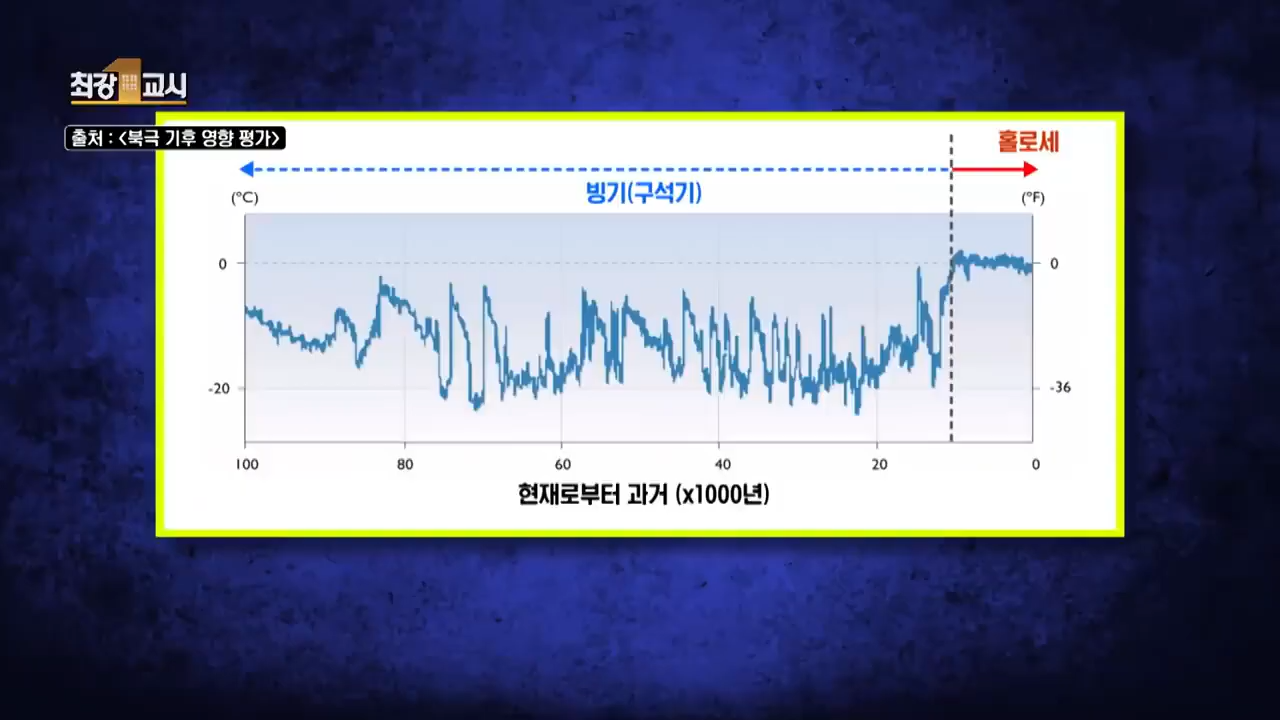 최강1교시
출처 : <북극 기후 영향 평가>
홀로세
빙기(구석기)
(°C)
(°F)
0
0
-20
-36
100
80
60
40
20
0
현재로부터 과거 (x1000년)